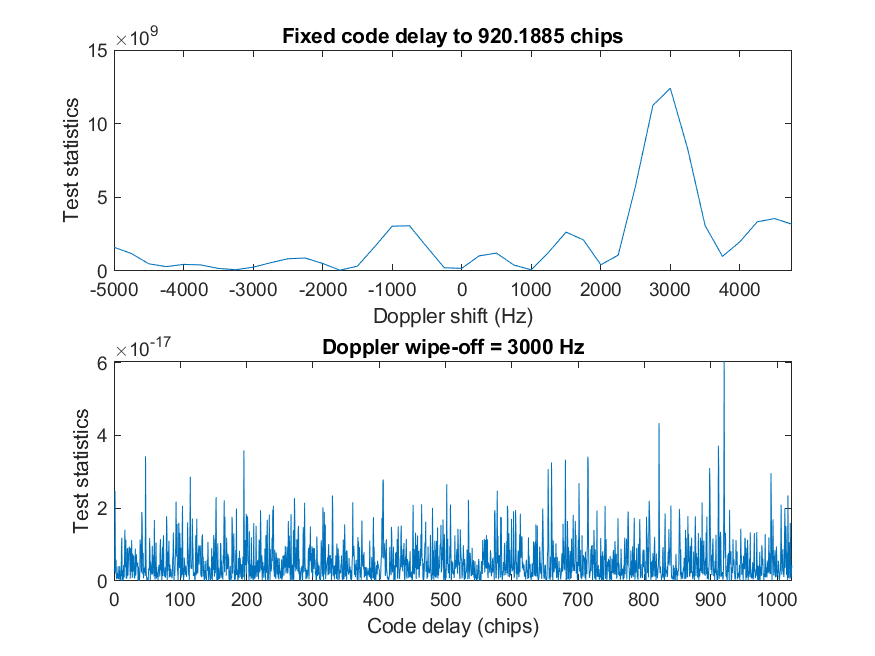 ×10^9
Fixed code delay to 920.1885 chips
15
10
5
0
Test statistics
-5000 -4000 -3000 -2000 -1000 0 1000 2000 3000 4000
Doppler shift (Hz)
×10^-17
Doppler wipe-off = 3000 Hz
6
4
2
0
Test statistics
0 100 200 300 400 500 600 700 800 900 1000
Code delay (chips)